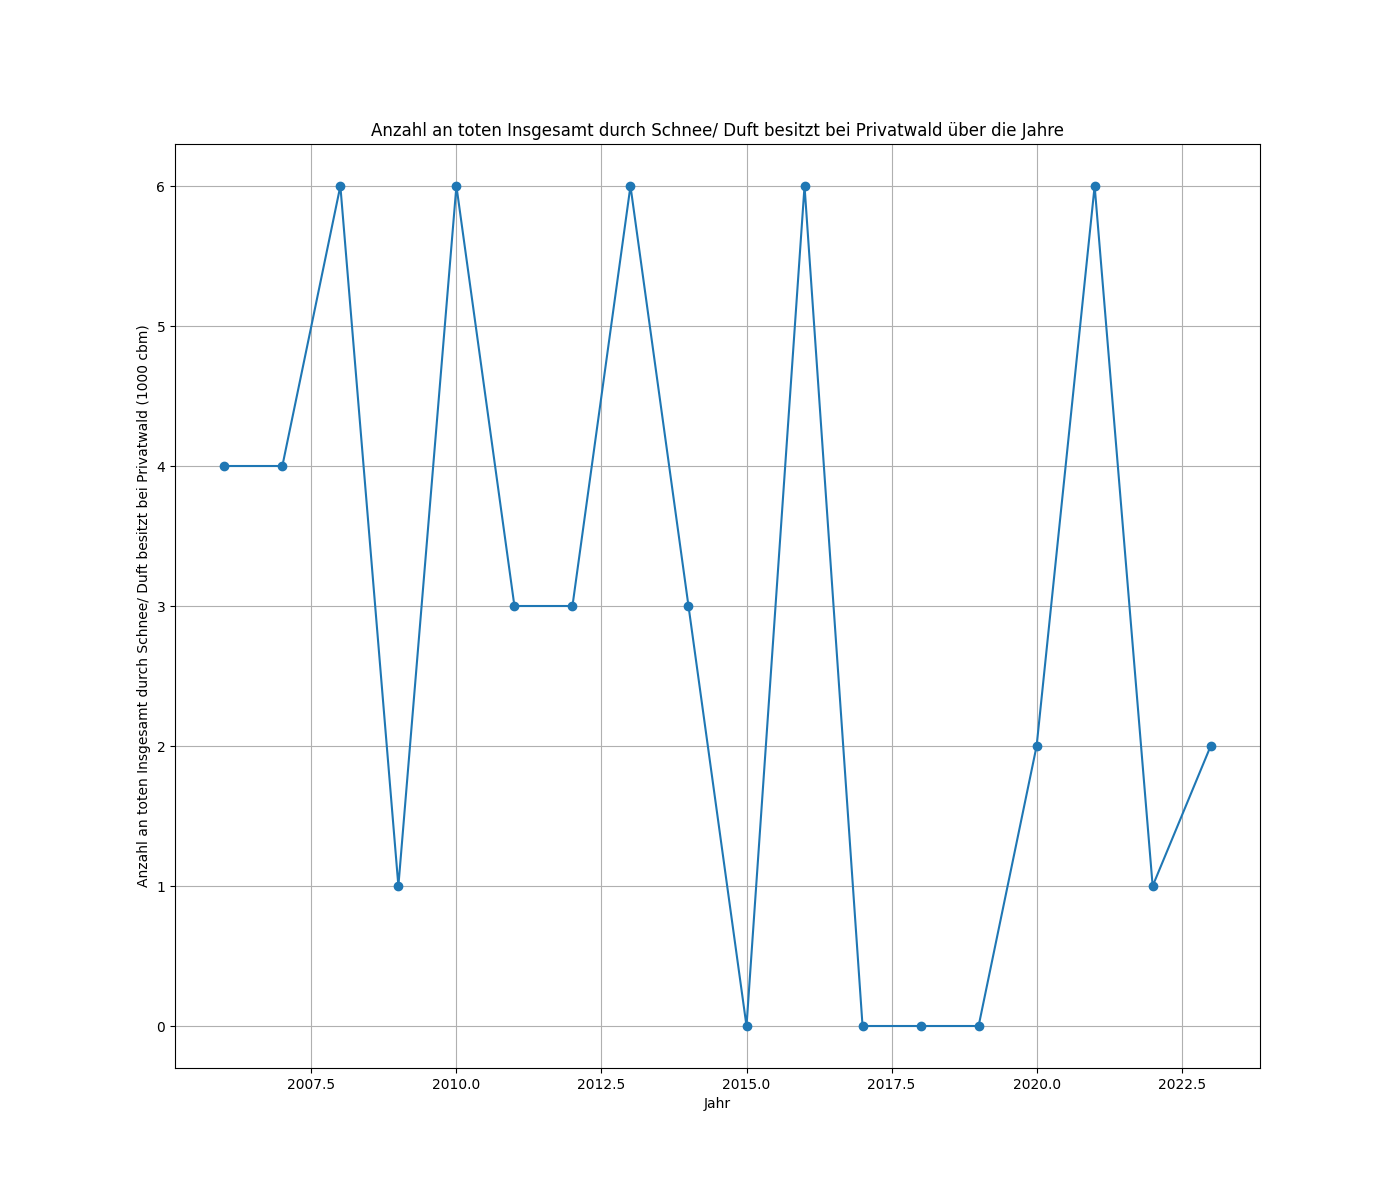 Anzahl an toten Insgesamt durch Schnee/ Duft besitzt bei Privatwald über die Jahre
Anzahl an toten Insgesamt durch Schnee/ Duft besitzt bei Privatwald (1000 cbm)
6
5
4
3
2
1
0
2007.5 2010.0 2012.5 2015.0 2017.5 2020.0 2022.5
Jahr